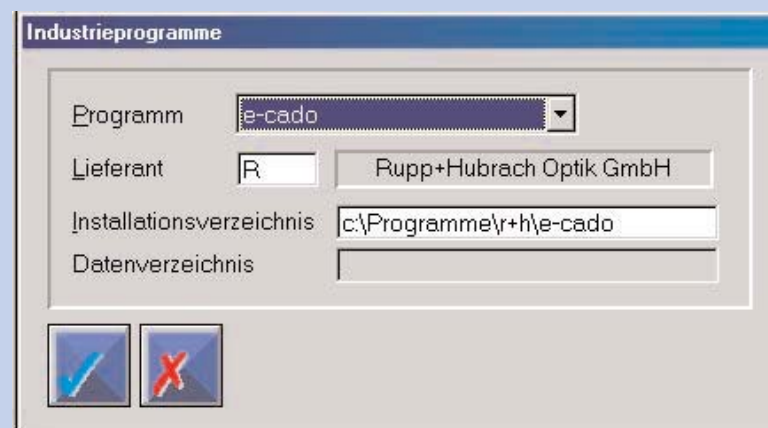 Industrieprogramme
Programm e-cado
Lieferant R Rupp+Hubrach Optik GmbH
Installationsverzeichnis c:\Programme\r+h\e-cado
Datenverzeichnis